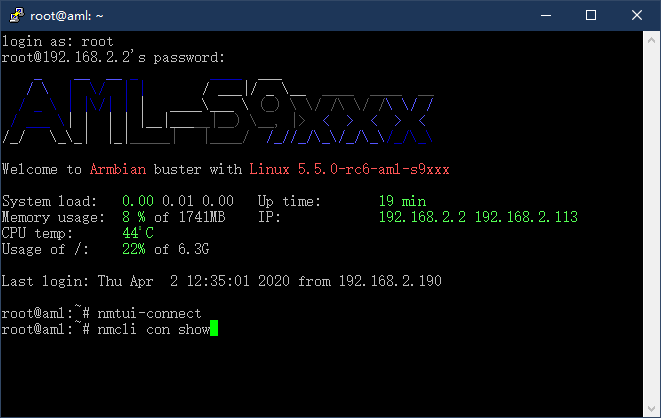 root@aml: ~
login as: root
root@192.168.2.2's password:
AML-S9xxx
Welcome to Armbian buster with Linux 5.5.0-rc6-aml-s9xxx
System load: 0.00 0.01 0.00 Up time: 19 min
Memory usage: 8 % of 1741MB IP: 192.168.2.2 192.168.2.113
CPU temp: 44°C
Usage of /: 22% of 6.3G
Last login: Thu Apr 2 12:35:01 2020 from 192.168.2.190
root@aml:~# nmtui-connect
root@aml:~# nmcli con show